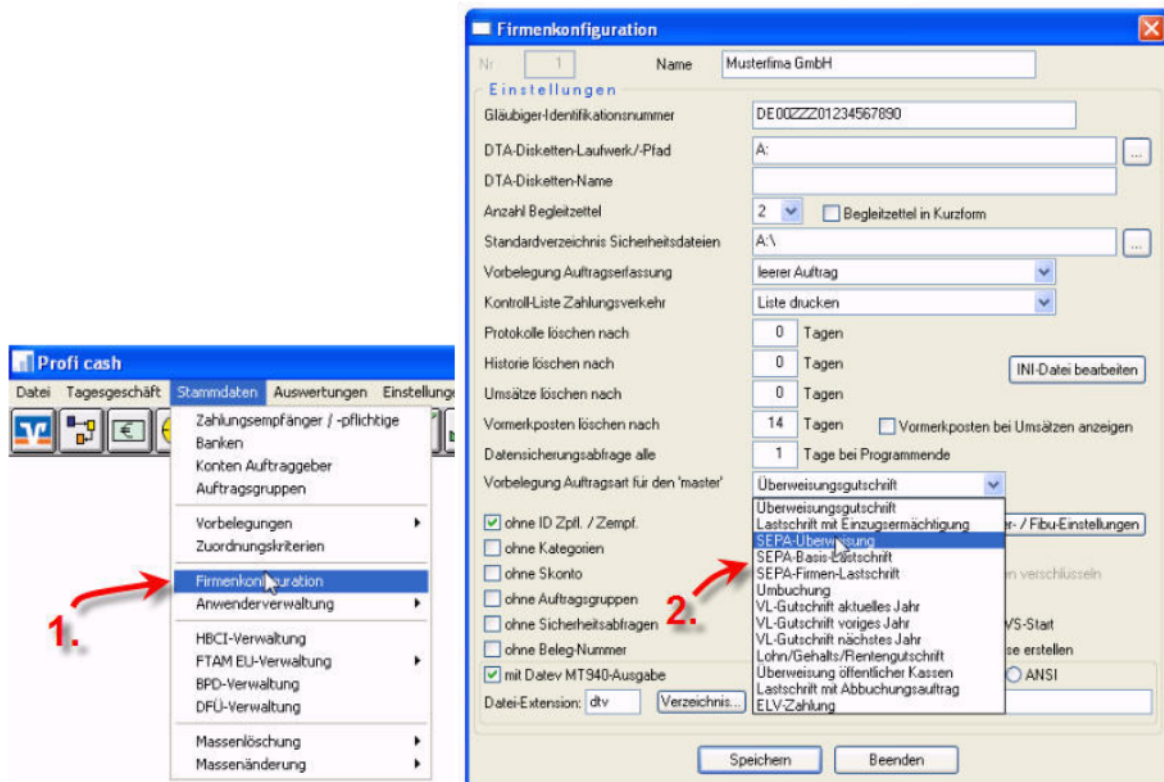 Profi cash
Datei Tagesgeschäft Stammdaten Auswertungen Einstellunge
Zahlungsempfänger / -pflichtige
Banken
Konten Auftraggeber
Auftragsgruppen
Vorbelegungen
Zuordnungskriterien
Firmenkonfiguration
Anwenderverwaltung
1.
HBCI-Verwaltung
FTAM EU-Verwaltung
BPD-Verwaltung
DFÜ-Verwaltung
Massenlöschung
Massenänderung
Firmenkonfiguration
Nr 1 Name Musterfima GmbH
Einstellungen
Gläubiger-Identifikationsnummer DE00ZZZ01234567890
DTA-Disketten-Laufwerk/-Pfad A: ...
DTA-Disketten-Name
Anzahl Begleitzettel 2 Begleitzettel in Kurzform
Standardverzeichnis Sicherheitsdateien A:\ ...
Vorbelegung Auftragserfassung leerer Auftrag
Kontroll-Liste Zahlungsverkehr Liste drucken
Protokolle löschen nach 0 Tagen
Historie löschen nach 0 Tagen INI-Datei bearbeiten
Umsätze löschen nach 0 Tagen
Vormerkposten löschen nach 14 Tagen Vormerkposten bei Umsätzen anzeigen
Datensicherungsabfrage alle 1 Tage bei Programmende
Vorbelegung Auftragsart für den 'master' Überweisungsgutschrift
Überweisungsgutschrift
Lastschrift mit Einzugsermächtigung
SEPA-Überweisung
SEPA-Basis-Lastschrift
SEPA-Firmen-Lastschrift
Umbuchung
VL-Gutschrift aktuelles Jahr
VL-Gutschrift voriges Jahr
VL-Gutschrift nächstes Jahr
Lohn/Gehalts/Rentengutschrift
Überweisung öffentlicher Kassen
Lastschrift mit Abbuchungsauftrag
ELV-Zahlung
2.
ohne ID Zpfl. / Zempf. r- / Fibu-Einstellungen
ohne Kategorien
ohne Skonto en verschlüsseln
ohne Auftragsgruppen
ohne Sicherheitsabfragen VS-Start
ohne Beleg-Nummer se erstellen
mit Datev MT940-Ausgabe ANSI
Datei-Extension: dtv Verzeichnis...
Speichern Beenden